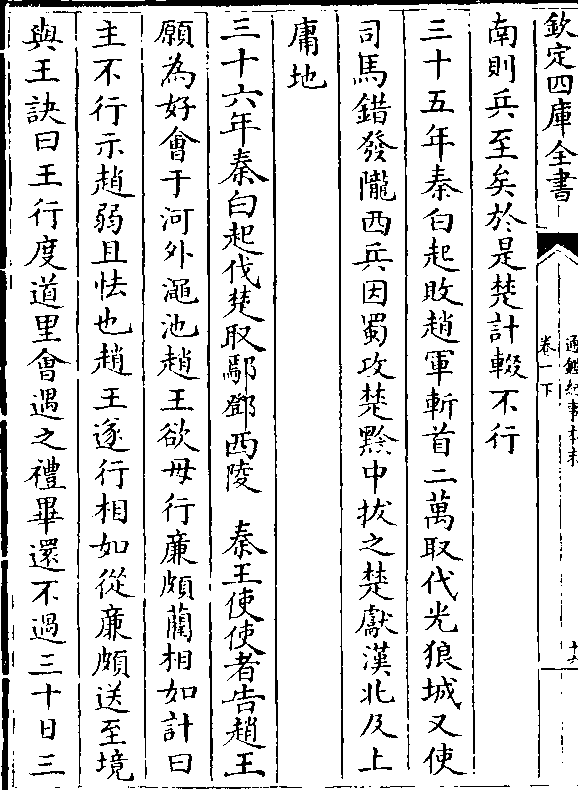 欽定四庫全書
通鑑紀事本末
卷一下
十六
南則兵至矣於是楚計輟不行
三十五年秦白起敗趙軍斬首二萬取代光狼城又使
司馬錯發隴西兵因蜀攻楚黔中拔之楚獻漢北及上
庸地
三十六年秦白起伐楚取鄢鄧西陵　秦王使使者告趙王
願為好會于河外澠池趙王欲毋行廉頗藺相如計曰
主不行示趙弱且怯也趙王遂行相如從廉頗送至境
與王訣曰王行度道里會遇之禮畢還不過三十日三